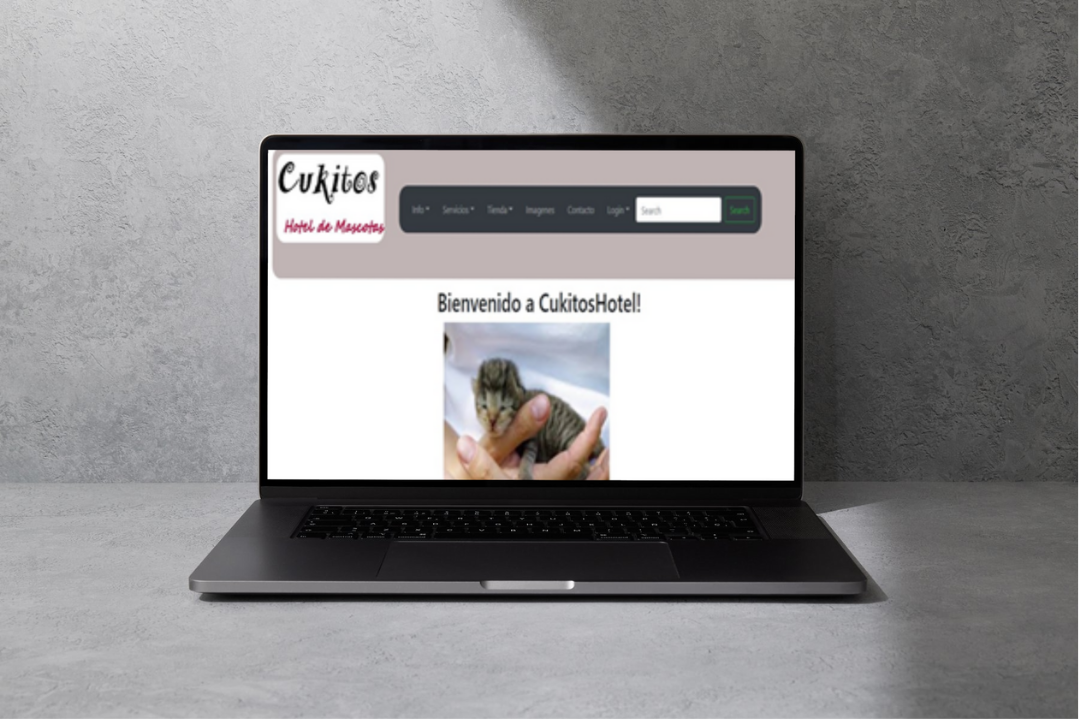 Cukitos
Hotel de Mascotas
Info Servicios Tienda Imagenes Contacto Login Search Search
Bienvenido a CukitosHotel!